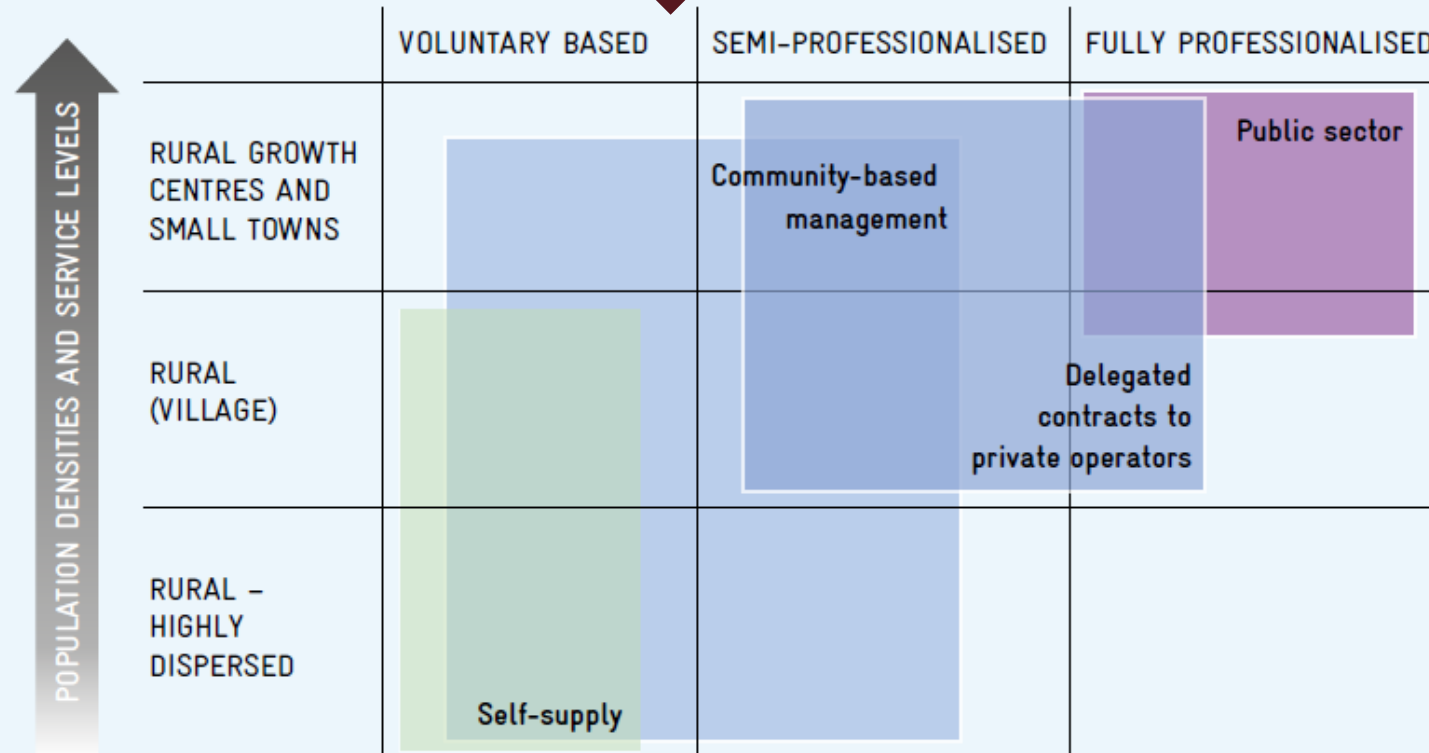 VOLUNTARY BASED
SEMI-PROFESSIONALISED
FULLY PROFESSIONALISED
POPULATION DENSITIES AND SERVICE LEVELS
RURAL GROWTH
CENTRES AND
SMALL TOWNS
Community-based
management
Public sector
RURAL
(VILLAGE)
Delegated
contracts to
private operators
RURAL –
HIGHLY
DISPERSED
Self-supply